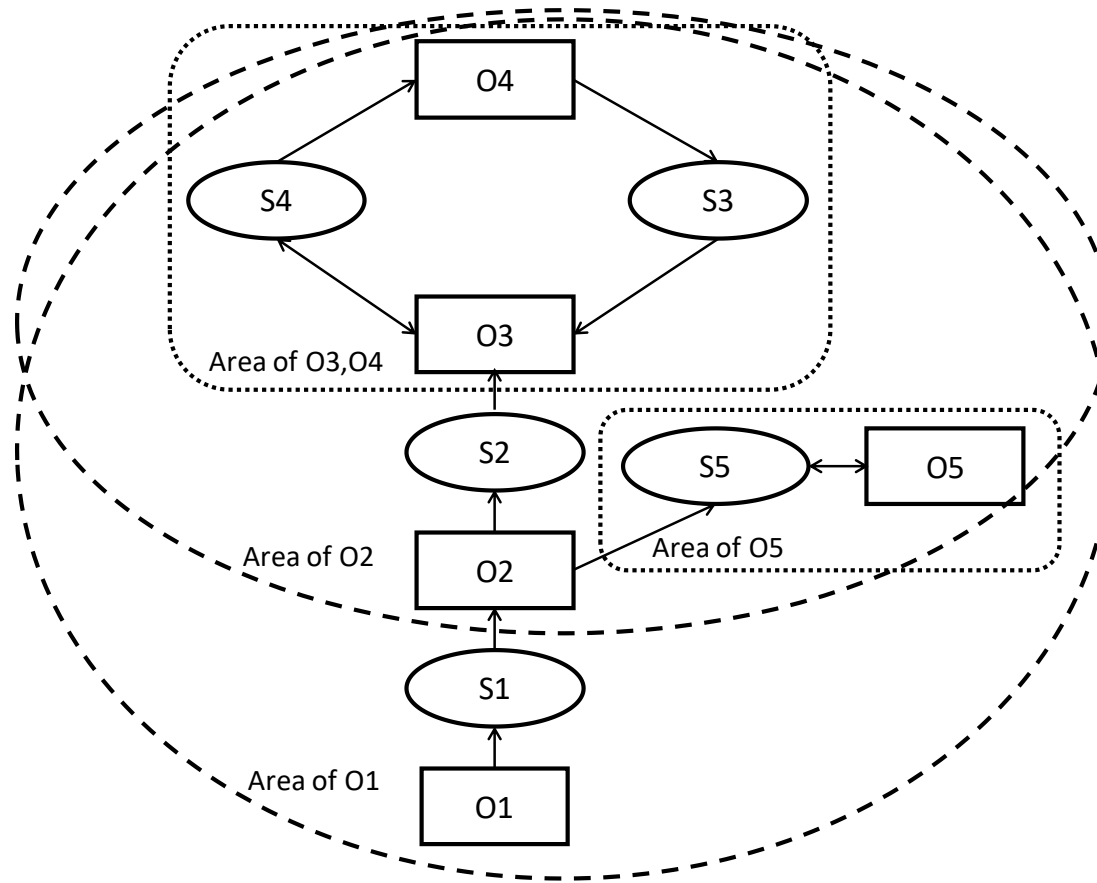 O4
S4
S3
O3
Area of O3,O4
S2
S5
O5
Area of O5
Area of O2
O2
S1
Area of O1
O1